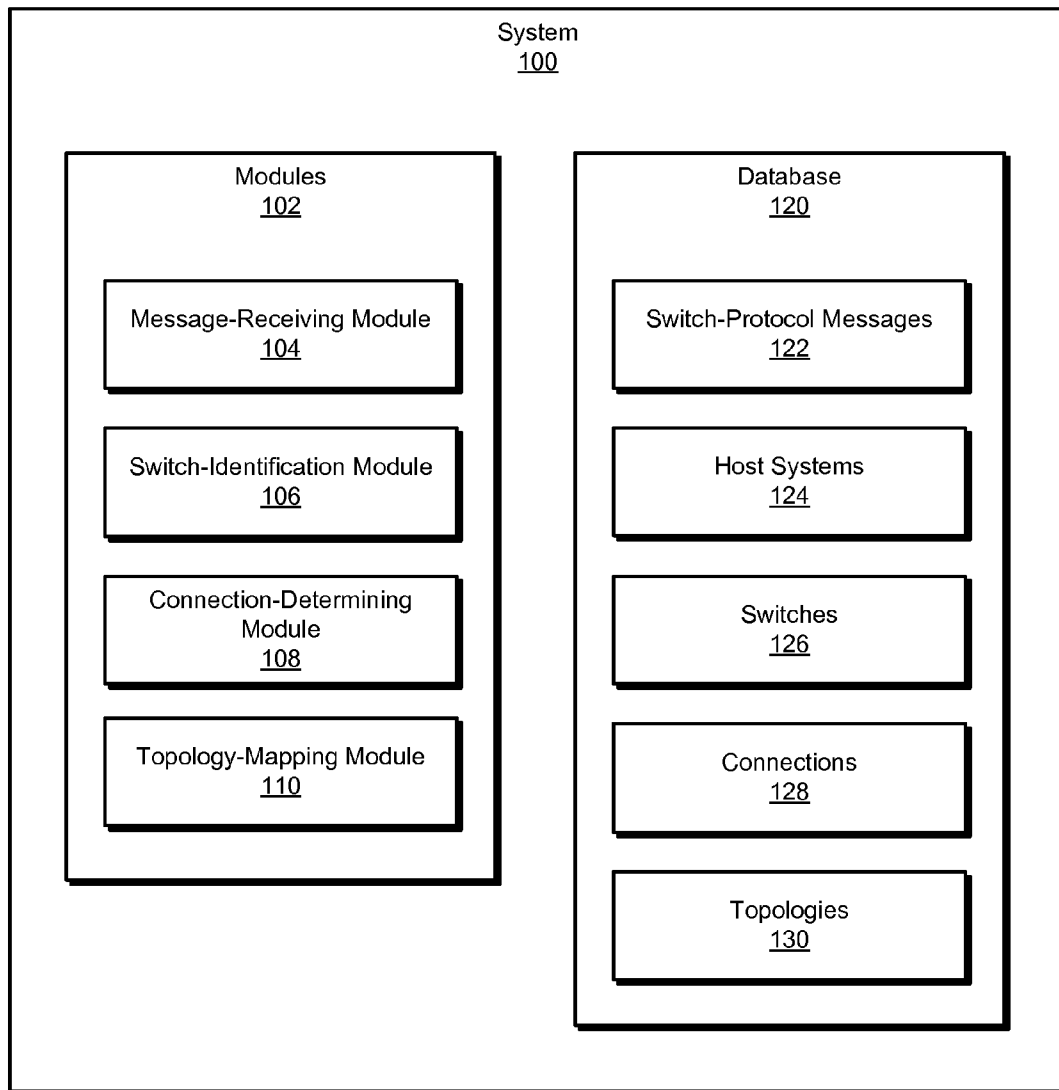 System
100
Modules
102
Message-Receiving Module
104
Switch-Identification Module
106
Connection-Determining
Module
108
Topology-Mapping Module
110
Database
120
Switch-Protocol Messages
122
Host Systems
124
Switches
126
Connections
128
Topologies
130